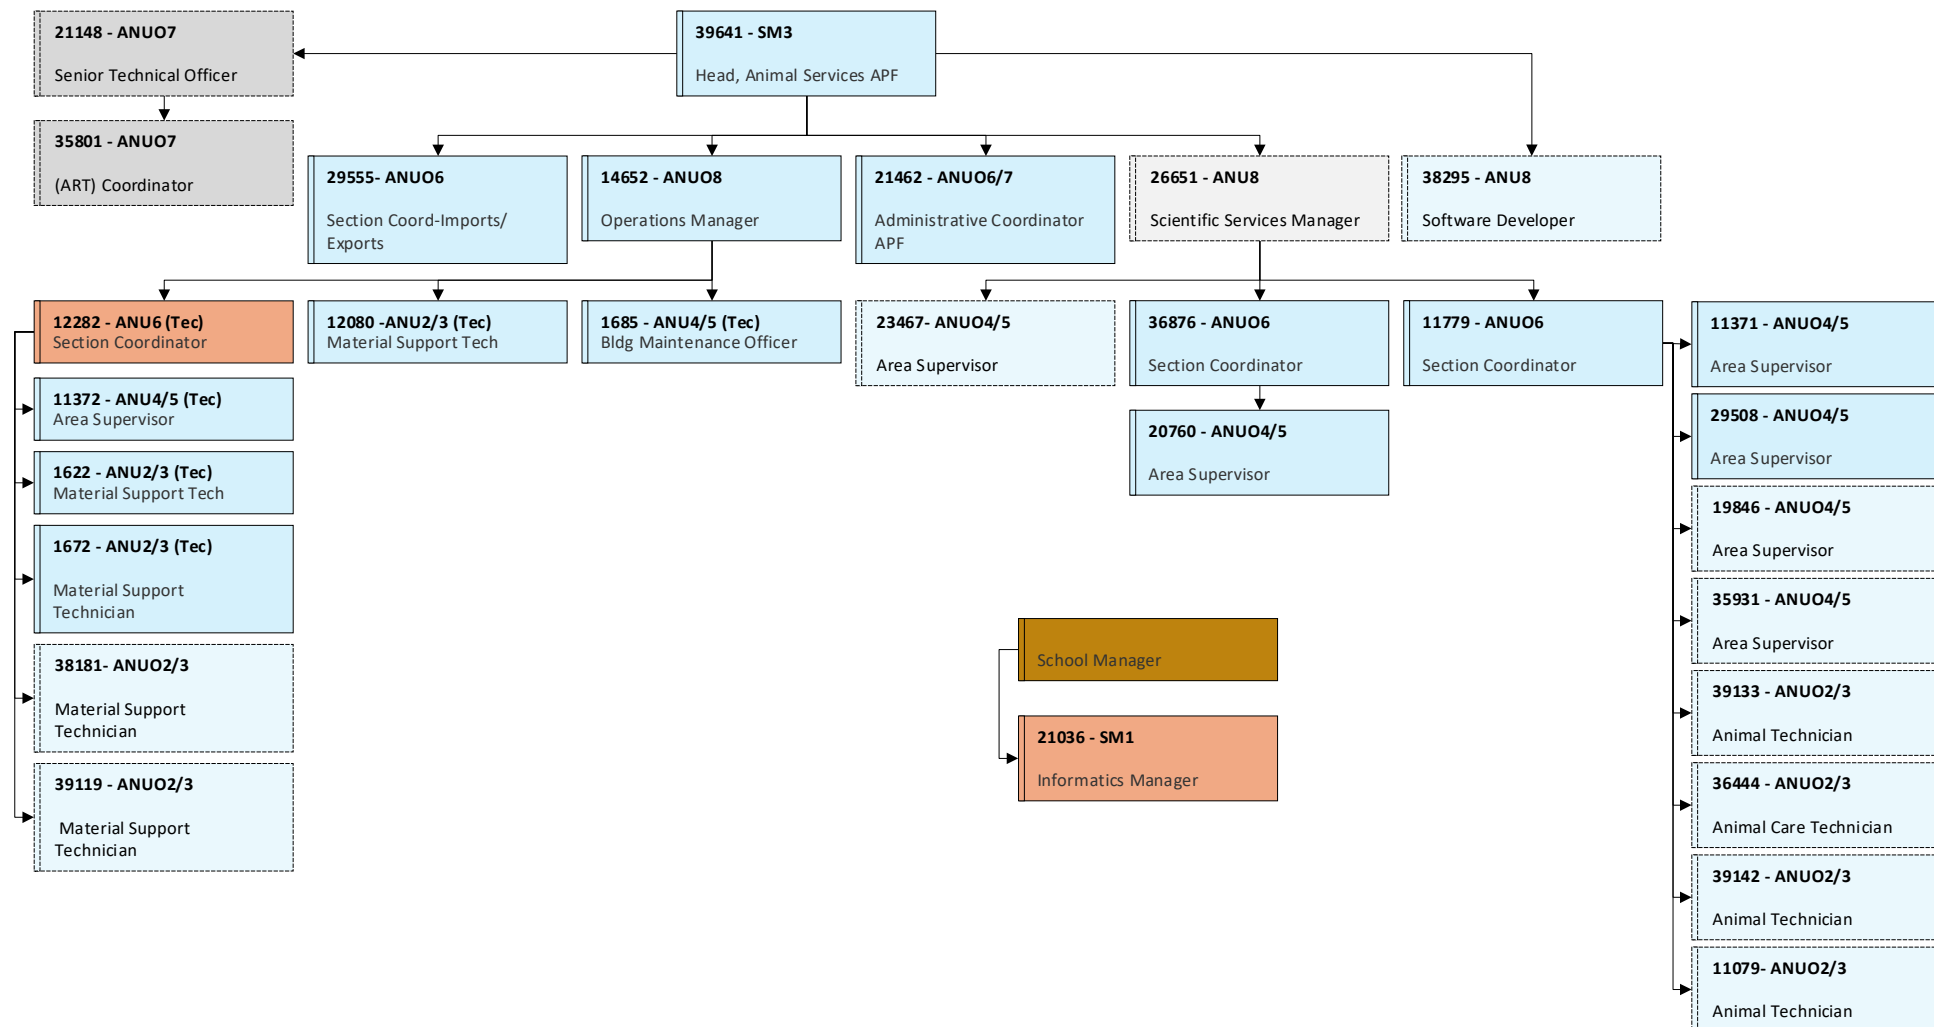 21148 - ANUO7
Senior Technical Officer
39641 - SM3
Head, Animal Services APF
35801 - ANUO7
(ART) Coordinator
29555- ANUO6
Section Coord-Imports/
Exports
14652 - ANUO8
Operations Manager
21462 - ANUO6/7
Administrative Coordinator
APF
26651 - ANU8
Scientific Services Manager
38295 - ANU8
Software Developer
12282 - ANU6 (Tec)
Section Coordinator
12080 -ANU2/3 (Tec)
Material Support Tech
1685 - ANU4/5 (Tec)
Bldg Maintenance Officer
23467- ANUO4/5
Area Supervisor
36876 - ANUO6
Section Coordinator
11779 - ANUO6
Section Coordinator
11371 - ANUO4/5
Area Supervisor
11372 - ANU4/5 (Tec)
Area Supervisor
1622 - ANU2/3 (Tec)
Material Support Tech
1672 - ANU2/3 (Tec)
Material Support
Technician
38181- ANUO2/3
Material Support
Technician
39119 - ANUO2/3
Material Support
Technician
20760 - ANUO4/5
Area Supervisor
School Manager
21036 - SM1
Informatics Manager
29508 - ANUO4/5
Area Supervisor
19846 - ANUO4/5
Area Supervisor
35931 - ANUO4/5
Area Supervisor
39133 - ANUO2/3
Animal Technician
36444 - ANUO2/3
Animal Care Technician
39142 - ANUO2/3
Animal Technician
11079- ANUO2/3
Animal Technician